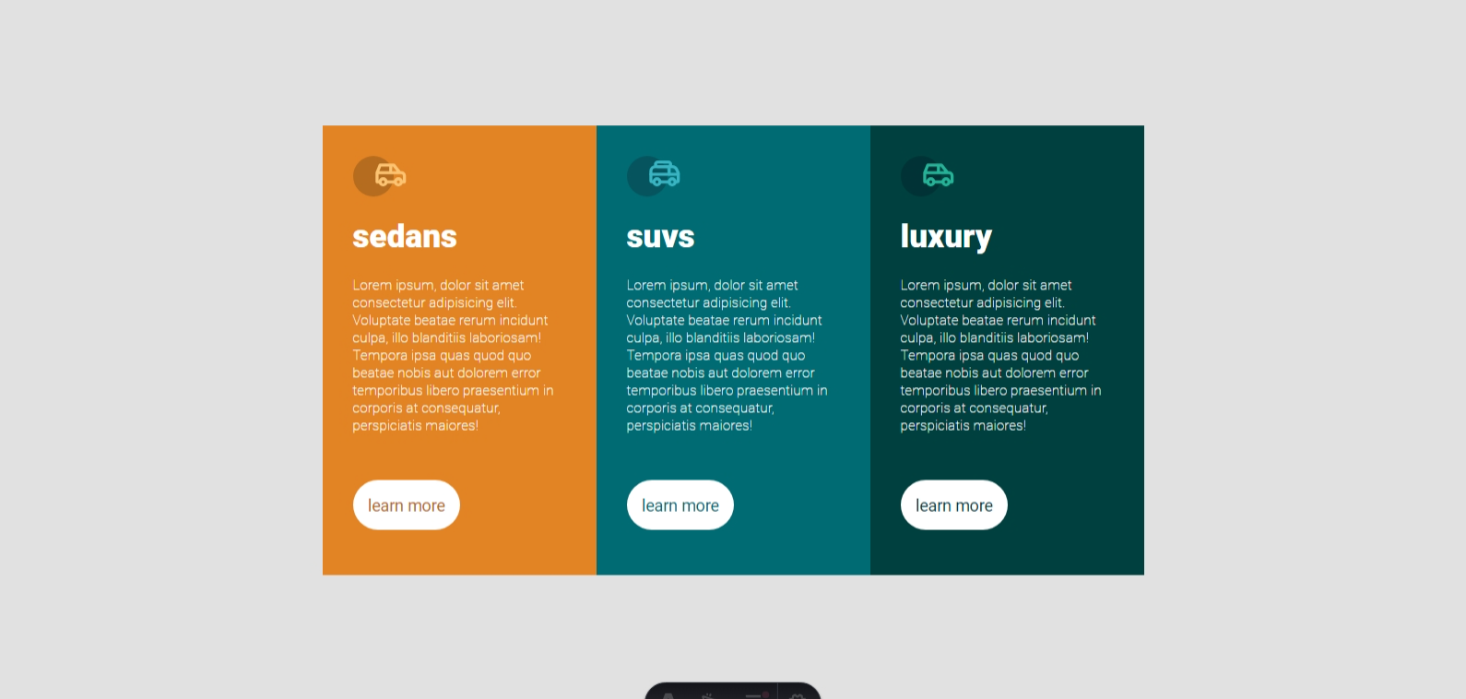 sedans
Lorem ipsum, dolor sit amet
consectetur adipisicing elit.
Voluptate beatae rerum incidunt
culpa, illo blanditiis laboriosam!
Tempora ipsa quas quod quo
beatae nobis aut dolorem error
temporibus libero praesentium in
corporis at consequatur,
perspiciatis maiores!
learn more
suvs
Lorem ipsum, dolor sit amet
consectetur adipisicing elit.
Voluptate beatae rerum incidunt
culpa, illo blanditiis laboriosam!
Tempora ipsa quas quod quo
beatae nobis aut dolorem error
temporibus libero praesentium in
corporis at consequatur,
perspiciatis maiores!
learn more
luxury
Lorem ipsum, dolor sit amet
consectetur adipisicing elit.
Voluptate beatae rerum incidunt
culpa, illo blanditiis laboriosam!
Tempora ipsa quas quod quo
beatae nobis aut dolorem error
temporibus libero praesentium in
corporis at consequatur,
perspiciatis maiores!
learn more